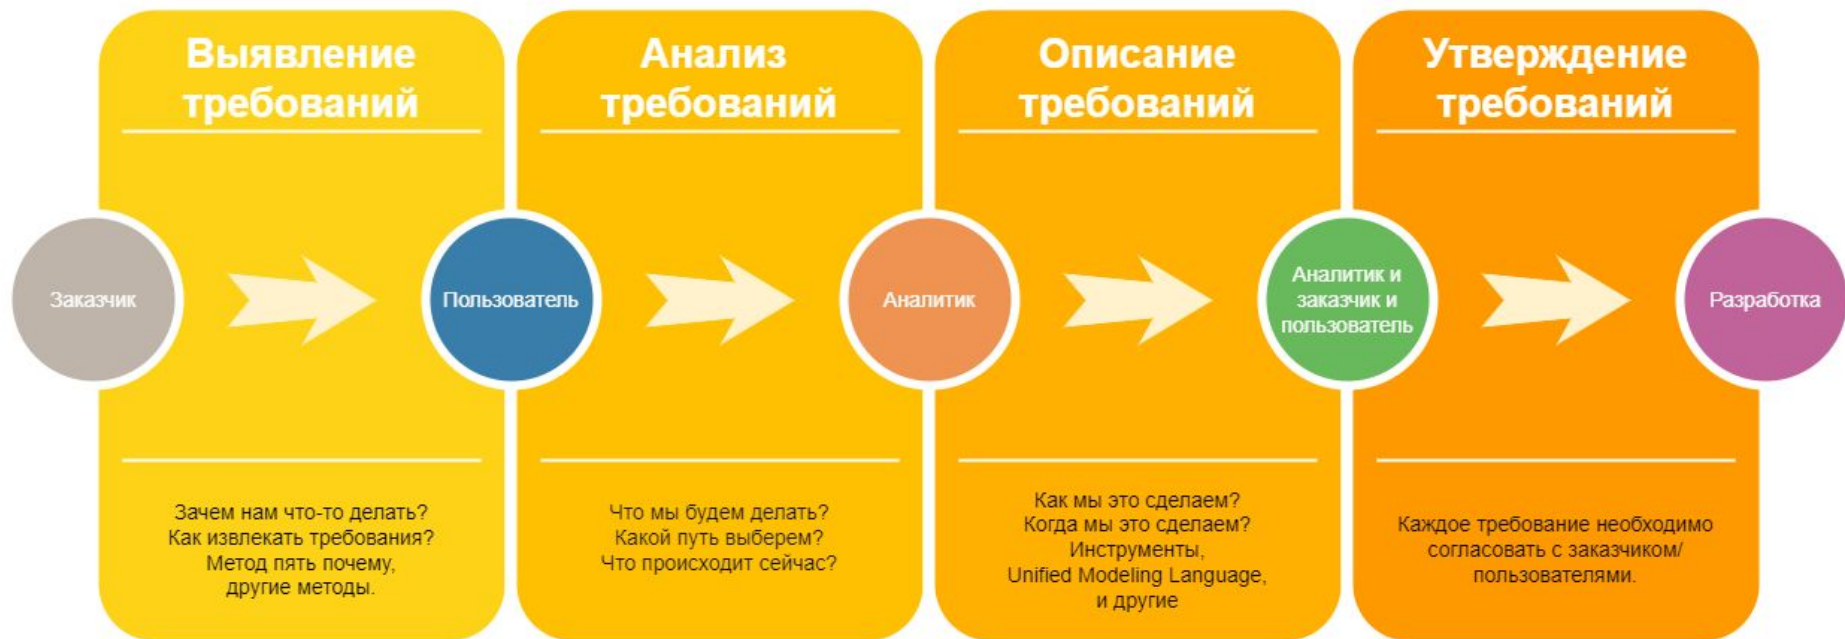 Выявление
требований
Анализ
требований
Описание
требований
Утверждение
требований
Заказчик
Пользователь
Аналитик
Аналитик и
заказчик и
пользователь
Разработка
Зачем нам что-то делать?
Как извлекать требования?
Метод пять почему,
другие методы.
Что мы будем делать?
Какой путь выберем?
Что происходит сейчас?
Как мы это сделаем?
Когда мы это сделаем?
Инструменты,
Unified Modeling Language,
и другие
Каждое требование необходимо
согласовать с заказчиком/
пользователями.